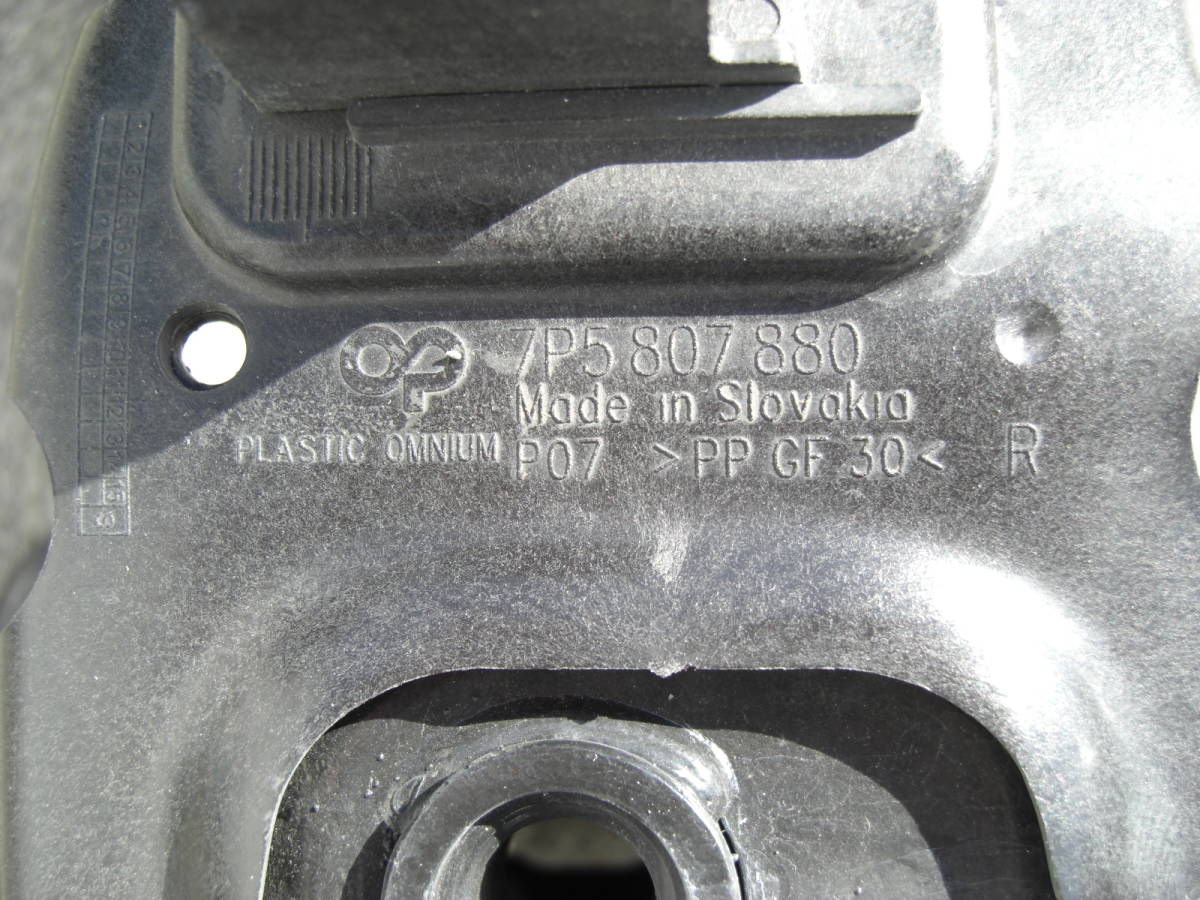 7P5 807 880
Made in Slovakia
PLASTIC OMNIUM P07 >PP GF 30< R